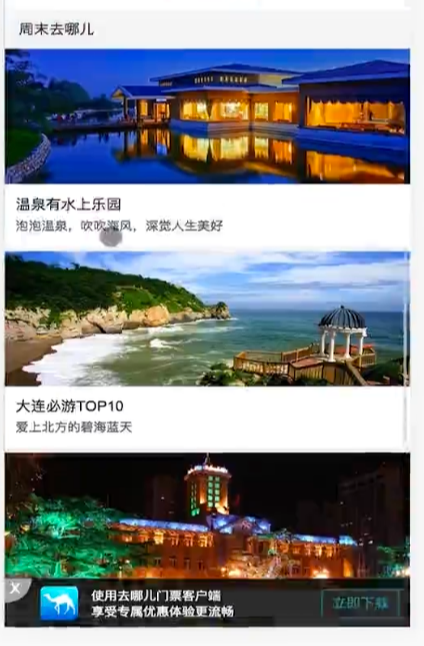 周末去哪儿
温泉有水上乐园
泡泡温泉，吹吹海风，深觉人生美好
大连必游TOP10
爱上北方的碧海蓝天
X
使用去哪儿门票客户端
享受专属优惠体验更流畅
立即下载